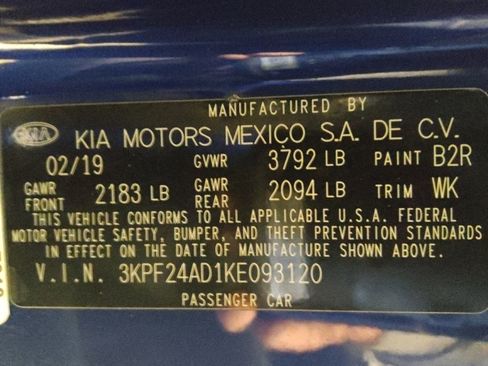 MANUFACTURED BY
KIA KIA MOTORS MEXICO S.A. DE C.V.
02/19 GVWR 3792 LB PAINT B2R
GAWR FRONT 2183 LB GAWR REAR 2094 LB TRIM WK
THIS VEHICLE CONFORMS TO ALL APPLICABLE U.S.A. FEDERAL
MOTOR VEHICLE SAFETY, BUMPER, AND THEFT PREVENTION STANDARDS
IN EFFECT ON THE DATE OF MANUFACTURE SHOWN ABOVE.
V.I.N. 3KPF24AD1KE093120
PASSENGER CAR